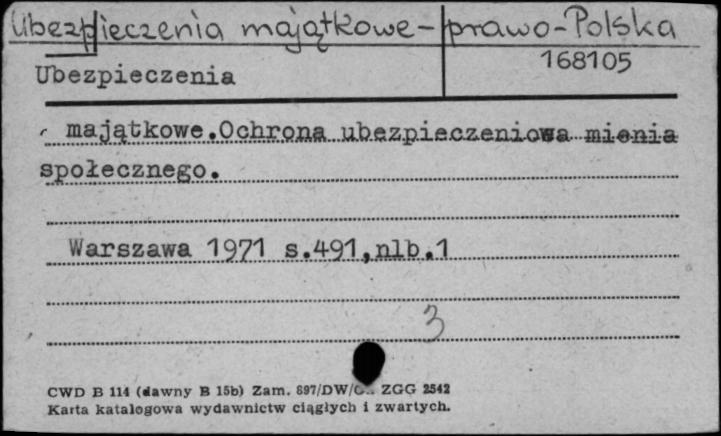 Ubezpieczenia majątkowe-prawo-Polska
168105
Ubezpieczenia
majątkowe.Ochrona ubezpieczeniowa mienia
społecznego.
Warszawa 1971 s.491,nlb.1
3
CWD B 114 (dawny B 15b) Zam. 897/DW/ ZGG 2542
Karta katalogowa wydawnictw ciągłych i zwartych.